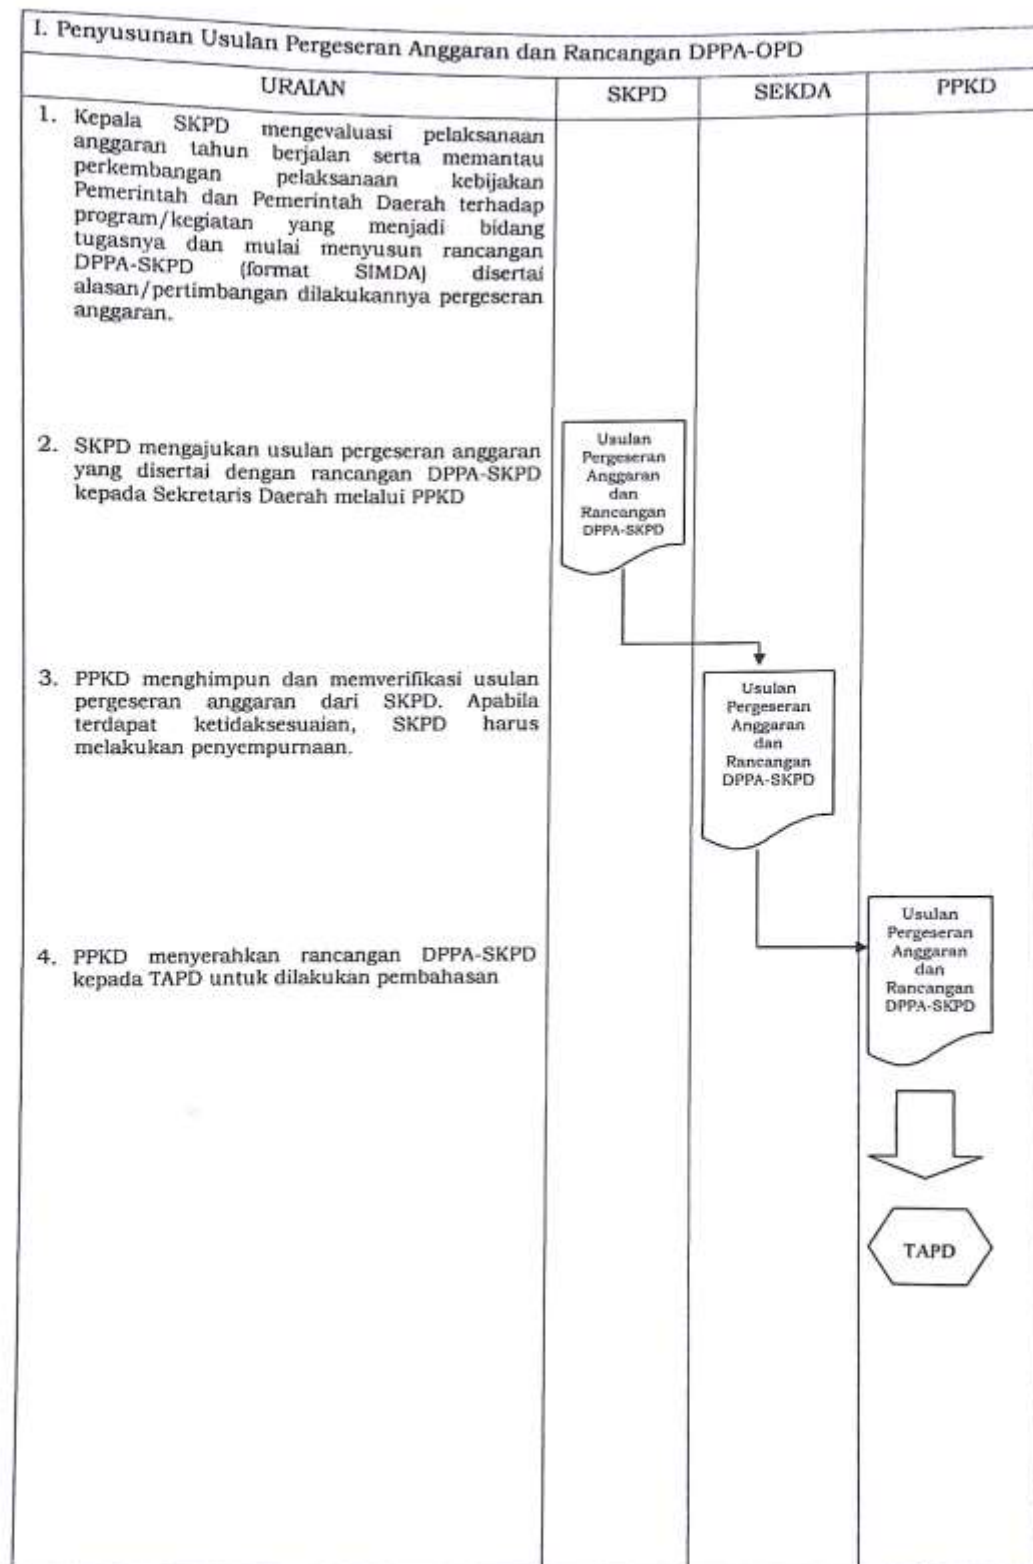 I. Penyusunan Usulan Pergeseran Anggaran dan Rancangan DPPA-OPD
URAIAN SKPD SEKDA PPKD
1. Kepala SKPD mengevaluasi pelaksanaan
anggaran tahun berjalan serta memantau
perkembangan pelaksanaan kebijakan
Pemerintah dan Pemerintah Daerah terhadap
program/kegiatan yang menjadi bidang
tugasnya dan mulai menyusun rancangan
DPPA-SKPD (format SIMDA) disertai
alasan/pertimbangan dilakukannya pergeseran
anggaran.
2. SKPD mengajukan usulan pergeseran anggaran
yang disertai dengan rancangan DPPA-SKPD
kepada Sekretaris Daerah melalui PPKD
Usulan
Pergeseran
Anggaran
dan
Rancangan
DPPA-SKPD
3. PPKD menghimpun dan memverifikasi usulan
pergeseran anggaran dari SKPD. Apabila
terdapat ketidaksesuaian, SKPD harus
melakukan penyempurnaan.
Usulan
Pergeseran
Anggaran
dan
Rancangan
DPPA-SKPD
4. PPKD menyerahkan rancangan DPPA-SKPD
kepada TAPD untuk dilakukan pembahasan
Usulan
Pergeseran
Anggaran
dan
Rancangan
DPPA-SKPD
TAPD